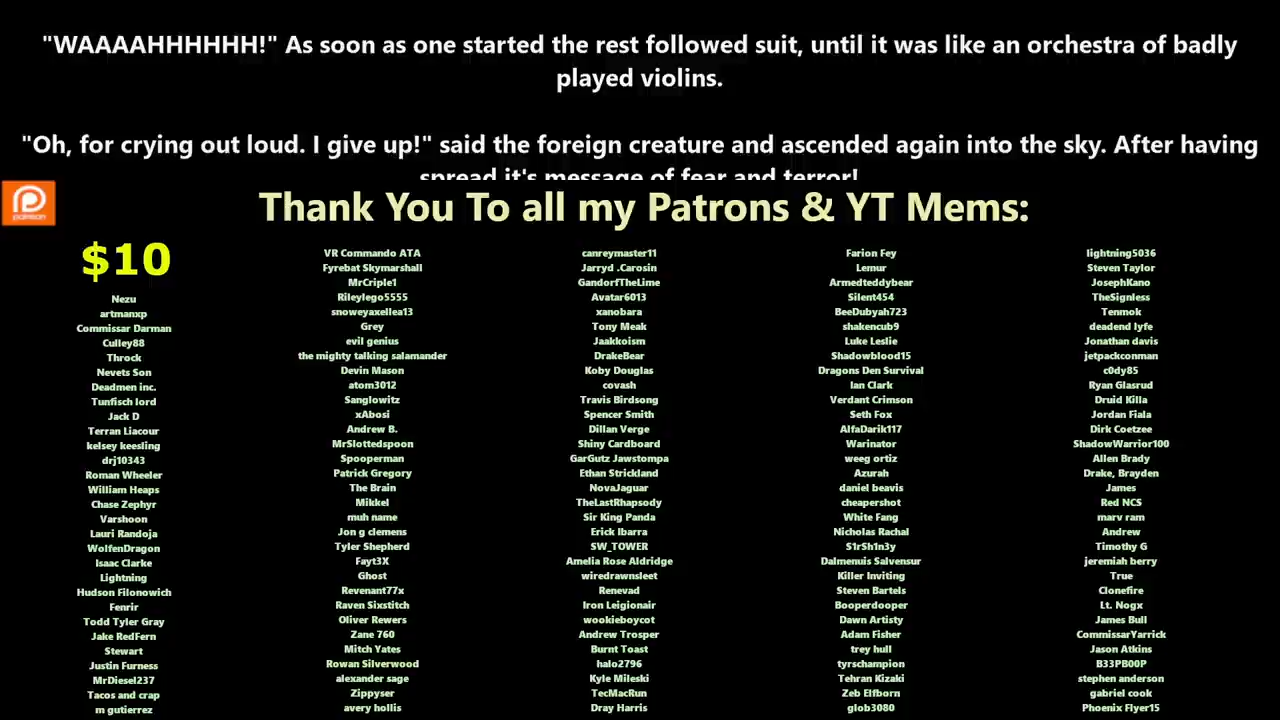 "WAAAAHHHHHH!" As soon as one started the rest followed suit, until it was like an orchestra of badly
played violins.
"Oh, for crying out loud. I give up!" said the foreign creature and ascended again into the sky. After having
spread it's message of fear and terror!
patreon
Thank You To all my Patrons & YT Mems:
$10
Nezu
artmanxp
Commissar Darman
Culley88
Throck
Nevets Son
Deadmen inc.
Tunfisch lord
Jack D
Terran Liacour
kelsey keesling
drj10343
Roman Wheeler
William Heaps
Chase Zephyr
Varshoon
Lauri Randoja
WolfenDragon
Isaac Clarke
Lightning
Hudson Filonowich
Fenrir
Todd Tyler Gray
Jake RedFern
Stewart
Justin Furness
MrDiesel237
Tacos and crap
m gutierrez
VR Commando ATA
Fyrebat Skymarshall
MrCriple1
Rileylego5555
snoweyaxellea13
Grey
evil genius
the mighty talking salamander
Devin Mason
atom3012
Sanglowitz
xAbosi
Andrew B.
MrSlottedspoon
Spooperman
Patrick Gregory
The Brain
Mikkel
muh name
Jon g clemens
Tyler Shepherd
Fayt3X
Ghost
Revenant77x
Raven Sixstitch
Oliver Rewers
Zane 760
Mitch Yates
Rowan Silverwood
alexander sage
Zippyser
avery hollis
canreymaster11
Jarryd .Carosin
GandorfTheLime
Avatar6013
xanobara
Tony Meak
Jaakkoism
DrakeBear
Koby Douglas
covash
Travis Birdsong
Spencer Smith
Dillan Verge
Shiny Cardboard
GarGutz Jawstompa
Ethan Strickland
NovaJaguar
TheLastRhapsody
Sir King Panda
Erick Ibarra
SW_TOWER
Amelia Rose Aldridge
wiredrawnsleet
Renevad
Iron Leigionair
wookieboycot
Andrew Trosper
Burnt Toast
halo2796
Kyle Mileski
TecMacRun
Dray Harris
Farion Fey
Lemur
Armedteddybear
Silent454
BeeDubyah723
shakencub9
Luke Leslie
Shadowblood15
Dragons Den Survival
Ian Clark
Verdant Crimson
Seth Fox
AlfaDarik117
Warinator
weeg ortiz
Azurah
daniel beavis
cheapershot
White Fang
Nicholas Rachal
S1rSh1n3y
Dalmenuis Salvensur
Killer Inviting
Steven Bartels
Booperdooper
Dawn Artisty
Adam Fisher
trey hull
tyrschampion
Tehran Kizaki
Zeb Elfborn
glob3080
lightning5036
Steven Taylor
JosephKano
TheSignless
Tenmok
deadend lyfe
Jonathan davis
jetpackconman
c0dy85
Ryan Glasrud
Druid Killa
Jordan Fiala
Dirk Coetzee
ShadowWarrior100
Allen Brady
Drake, Brayden
James
Red NCS
marv ram
Andrew
Timothy G
jeremiah berry
True
Clonefire
Lt. Nogx
James Bull
CommissarYarrick
Jason Atkins
B33PB00P
stephen anderson
gabriel cook
Phoenix Flyer15